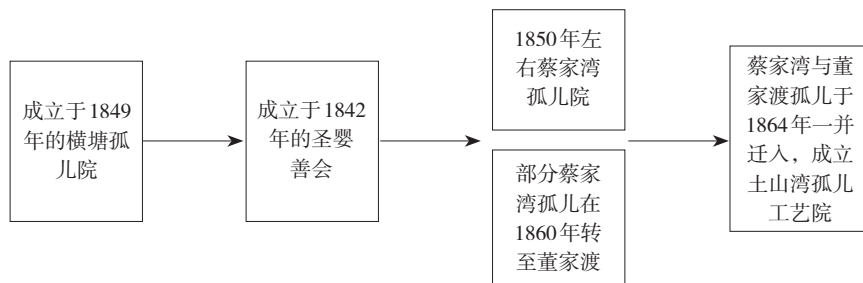 成立于1849
年的横塘孤
儿院
成立于1842
年的圣婴
善会
1850年左
右蔡家湾
孤儿院
部分蔡家
湾孤儿在
1860年转
至董家渡
蔡家湾与董
家渡孤儿于
1864年一并
迁入，成立
土山湾孤儿
工艺院